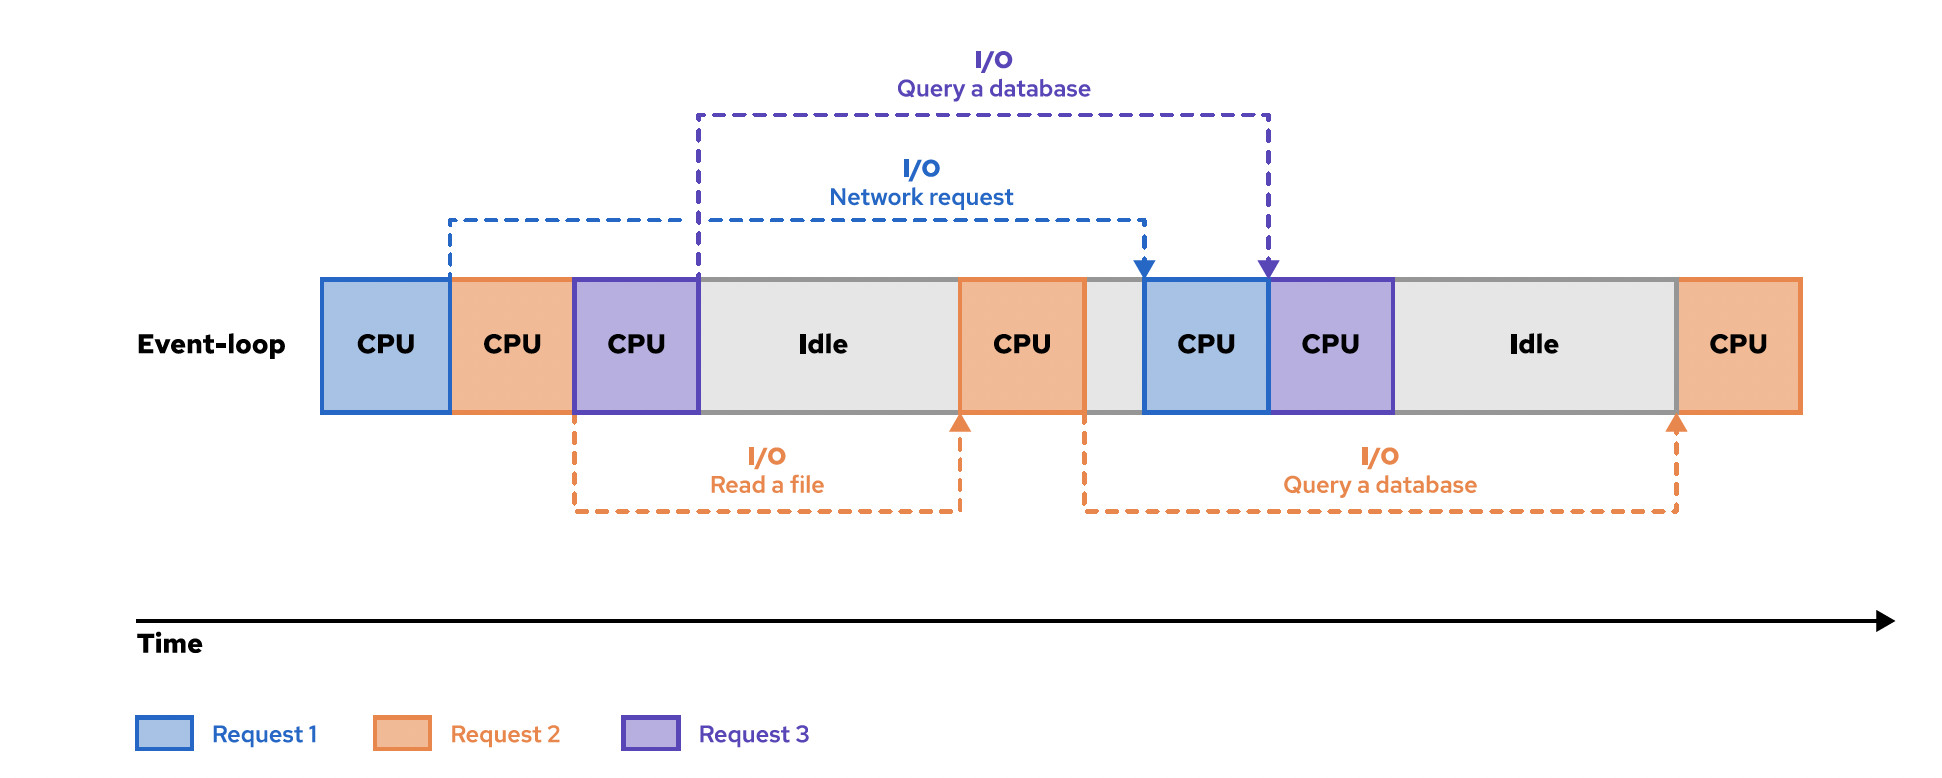 I/O
Query a database
I/O
Network request
Event-loop
CPU
CPU
CPU
Idle
CPU
CPU
CPU
Idle
CPU
I/O
Read a file
I/O
Query a database
Time
Request 1
Request 2
Request 3